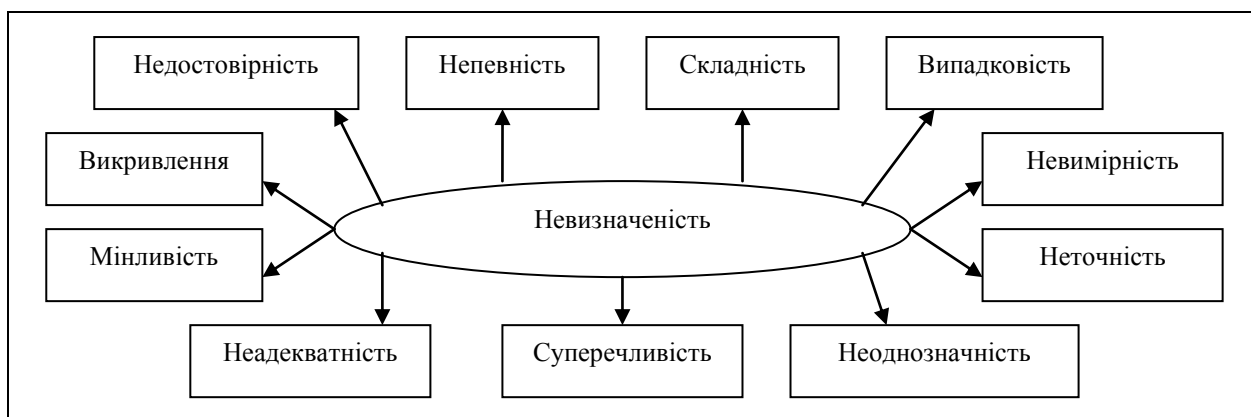 Недостовірність
Непевність
Складність
Випадковість
Викривлення
Невимірність
Невизначеність
Мінливість
Неточність
Неадекватність
Суперечливість
Неоднозначність